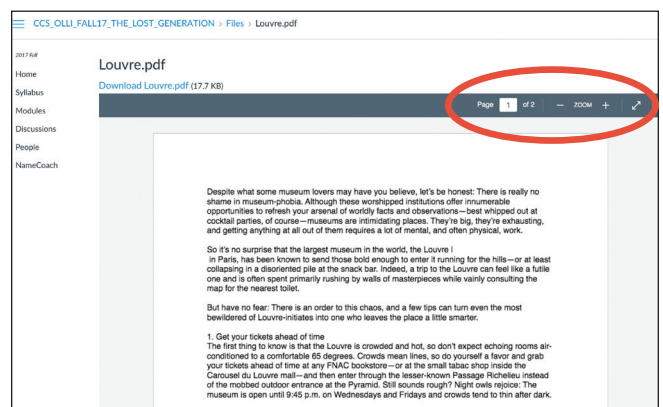 CCS_OLLI_FALL17_THE_LOST_GENERATION > Files > Louvre.pdf
2017 Fall
Home
Syllabus
Modules
Discussions
People
NameCoach
Louvre.pdf
Download Louvre.pdf (17.7 KB)
Page 1 of 2 − ZOOM +
Despite what some museum lovers may have you believe, let's be honest: There is really no
shame in museum-phobia. Although these worshipped institutions offer innumerable
opportunities to refresh your arsenal of worldly facts and observations—best whipped out at
cocktail parties, of course—museums are intimidating places. They're big, they're exhausting,
and getting anything at all out of them requires a lot of mental, and often physical, work.
So it's no surprise that the largest museum in the world, the Louvre l
in Paris, has been known to send those bold enough to enter it running for the hills—or at least
collapsing in a disoriented pile at the snack bar. Indeed, a trip to the Louvre can feel like a futile
one and is often spent primarily rushing by walls of masterpieces while vainly consulting the
map for the nearest toilet.
But have no fear: There is an order to this chaos, and a few tips can turn even the most
bewildered of Louvre-initiates into one who leaves the place a little smarter.
1. Get your tickets ahead of time
The first thing to know is that the Louvre is crowded and hot, so don't expect echoing rooms air-
conditioned to a comfortable 65 degrees. Crowds mean lines, so do yourself a favor and grab
your tickets ahead of time at any FNAC bookstore—or at the small tabac shop inside the
Carousel du Louvre mall—and then enter through the lesser-known Passage Richelieu instead
of the mobbed outdoor entrance at the Pyramid. Still sounds rough? Night owls rejoice: The
museum is open until 9:45 p.m. on Wednesdays and Fridays and crowds tend to thin after dark.